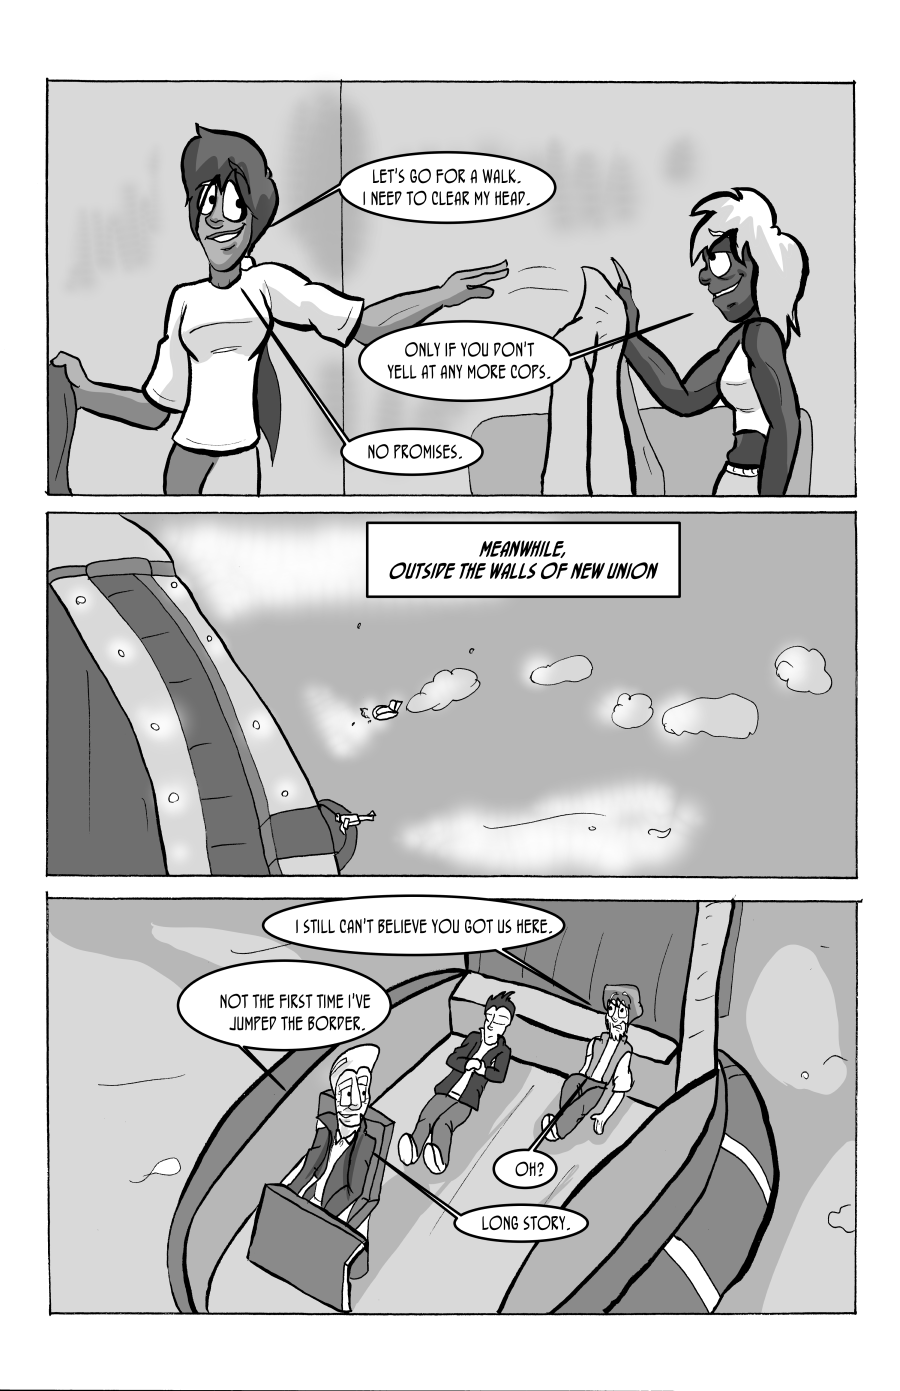 LET'S GO FOR A WALK.
I NEED TO CLEAR MY HEAD.
ONLY IF YOU DON'T
YELL AT ANY MORE COPS.
NO PROMISES.
MEANWHILE,
OUTSIDE THE WALLS OF NEW UNION
I STILL CAN'T BELIEVE YOU GOT US HERE.
NOT THE FIRST TIME I'VE
JUMPED THE BORDER.
OH?
LONG STORY.